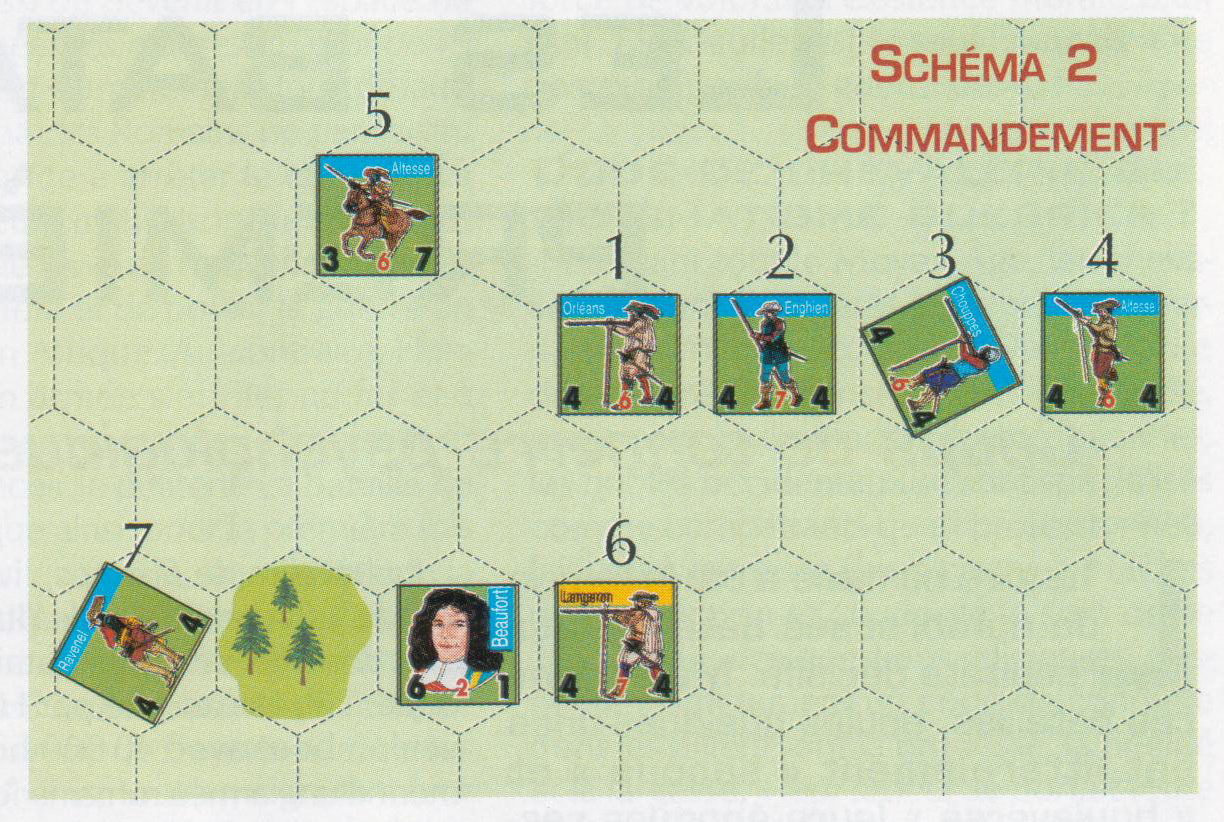 SCHÉMA 2
COMMANDEMENT
5
Altesse
3 6 7
1
2
3
4
Orléans
4 6 4
Enghien
4 7 4
Chouppes
4 6 4
Altesse
4 6 4
7
6
Ravenel
4 4
Beaufort
6 2 1
Langeron
4 7 4